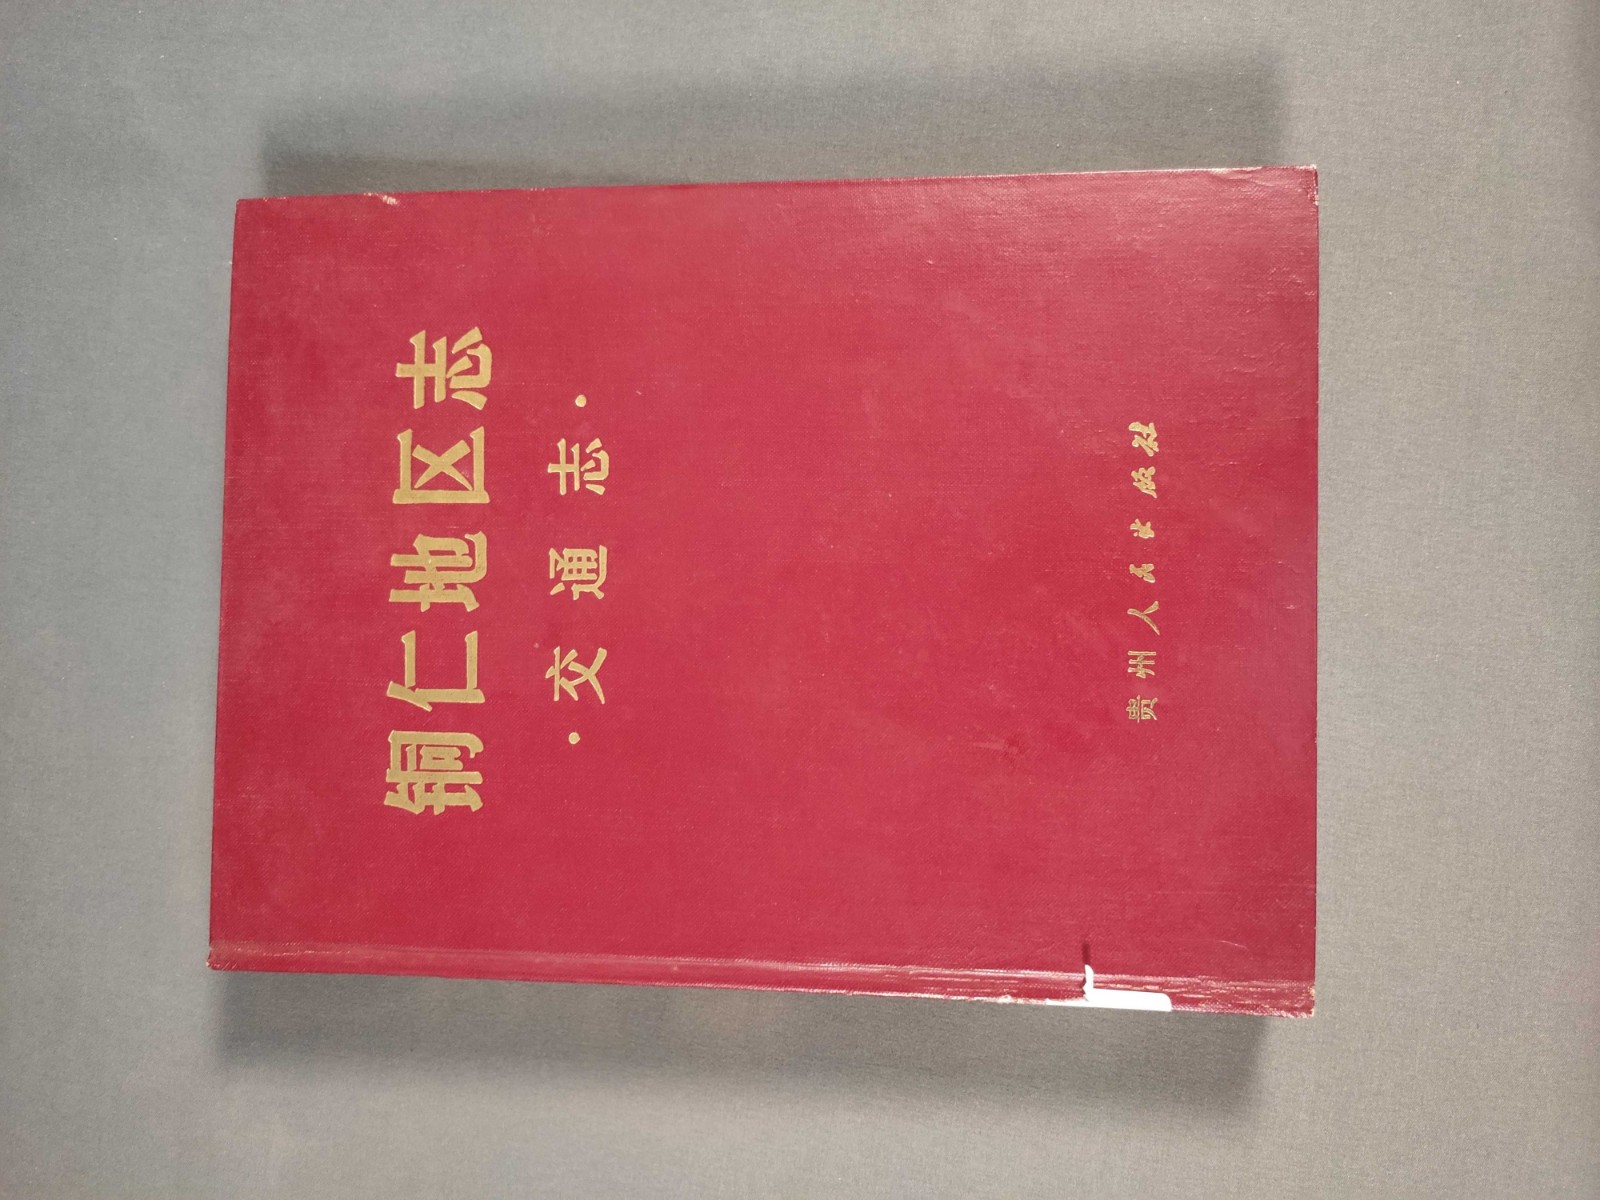 铜仁地区志
·交通志·
贵州人民出版社